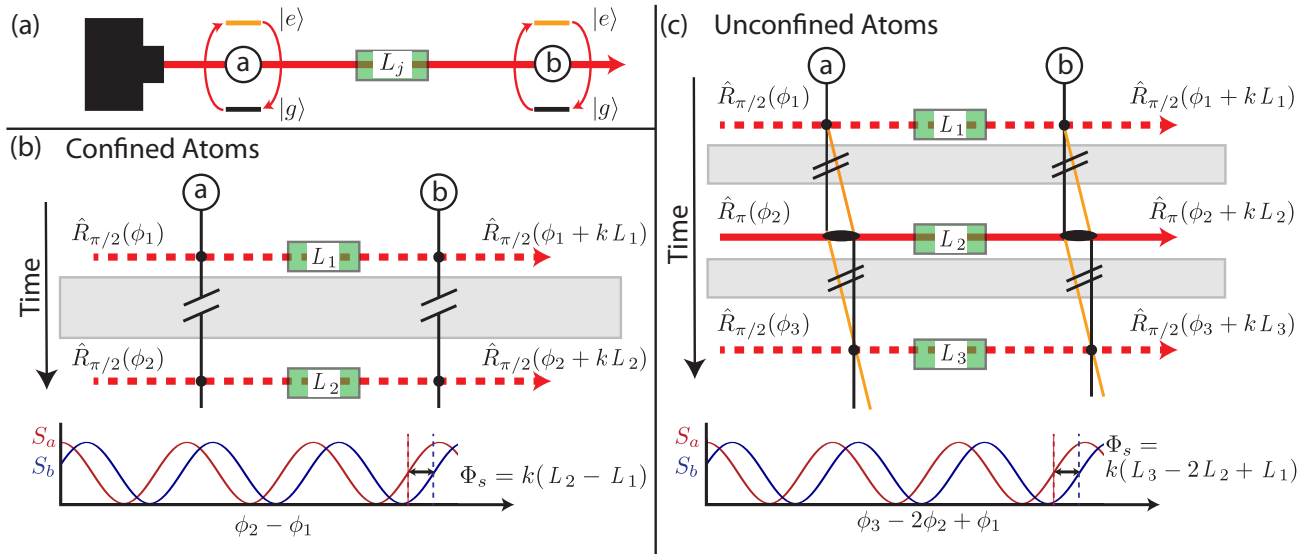 (a)
|e⟩
|e⟩
a
L_j
b
|g⟩
|g⟩
(b) Confined Atoms
a
b
Time
R̂_{π/2}(ϕ_1)
L_1
R̂_{π/2}(ϕ_1 + k L_1)
R̂_{π/2}(ϕ_2)
L_2
R̂_{π/2}(ϕ_2 + k L_2)
S_a
S_b
Φ_s = k(L_2 − L_1)
ϕ_2 − ϕ_1
(c) Unconfined Atoms
a
b
Time
R̂_{π/2}(ϕ_1)
L_1
R̂_{π/2}(ϕ_1 + k L_1)
R̂_π(ϕ_2)
L_2
R̂_π(ϕ_2 + k L_2)
R̂_{π/2}(ϕ_3)
L_3
R̂_{π/2}(ϕ_3 + k L_3)
S_a
S_b
Φ_s =
k(L_3 − 2L_2 + L_1)
ϕ_3 − 2ϕ_2 + ϕ_1